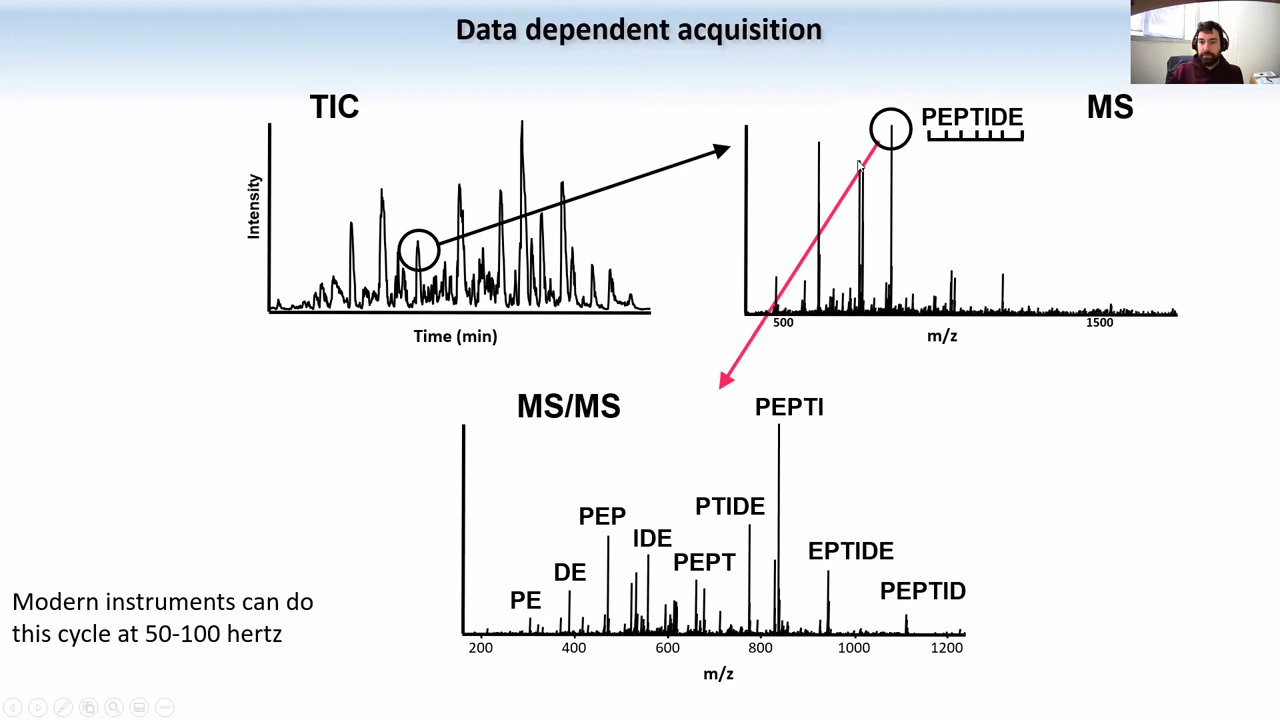 Data dependent acquisition
TIC
Intensity
Time (min)
PEPTIDE
MS
500
1500
m/z
MS/MS
PEPTI
PTIDE
PEP
IDE
PEPT
EPTIDE
DE
PE
PEPTID
200 400 600 800 1000 1200
m/z
Modern instruments can do
this cycle at 50-100 hertz